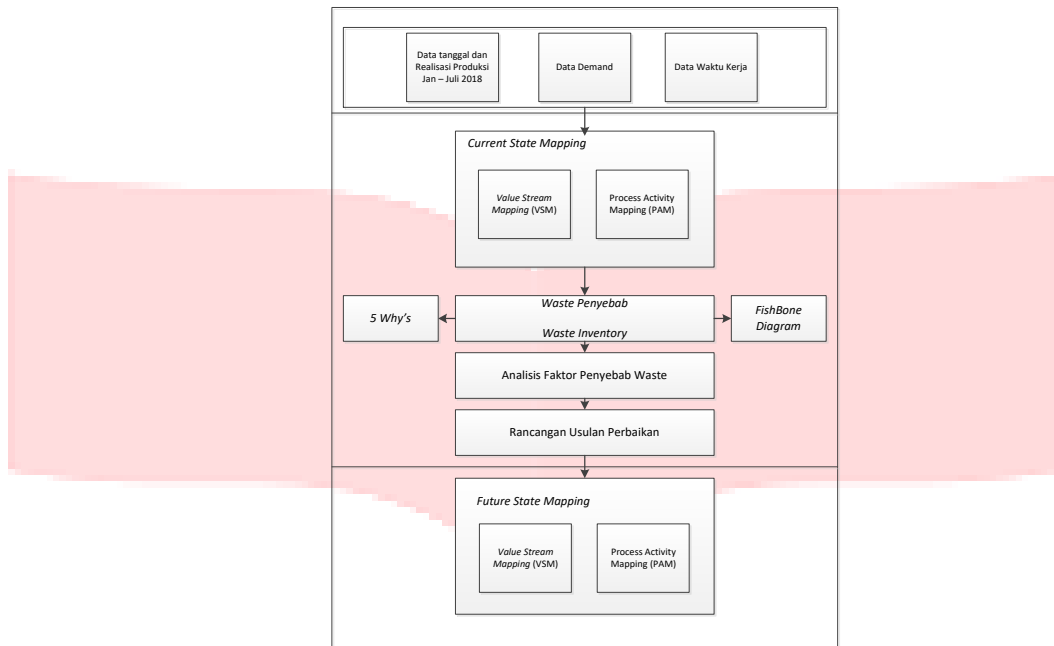 Data tanggal dan
Realisasi Produksi
Jan – Juli 2018
Data Demand
Data Waktu Kerja
Current State Mapping
Value Stream
Mapping (VSM)
Process Activity
Mapping (PAM)
5 Why's
Waste Penyebab
Waste Inventory
FishBone
Diagram
Analisis Faktor Penyebab Waste
Rancangan Usulan Perbaikan
Future State Mapping
Value Stream
Mapping (VSM)
Process Activity
Mapping (PAM)